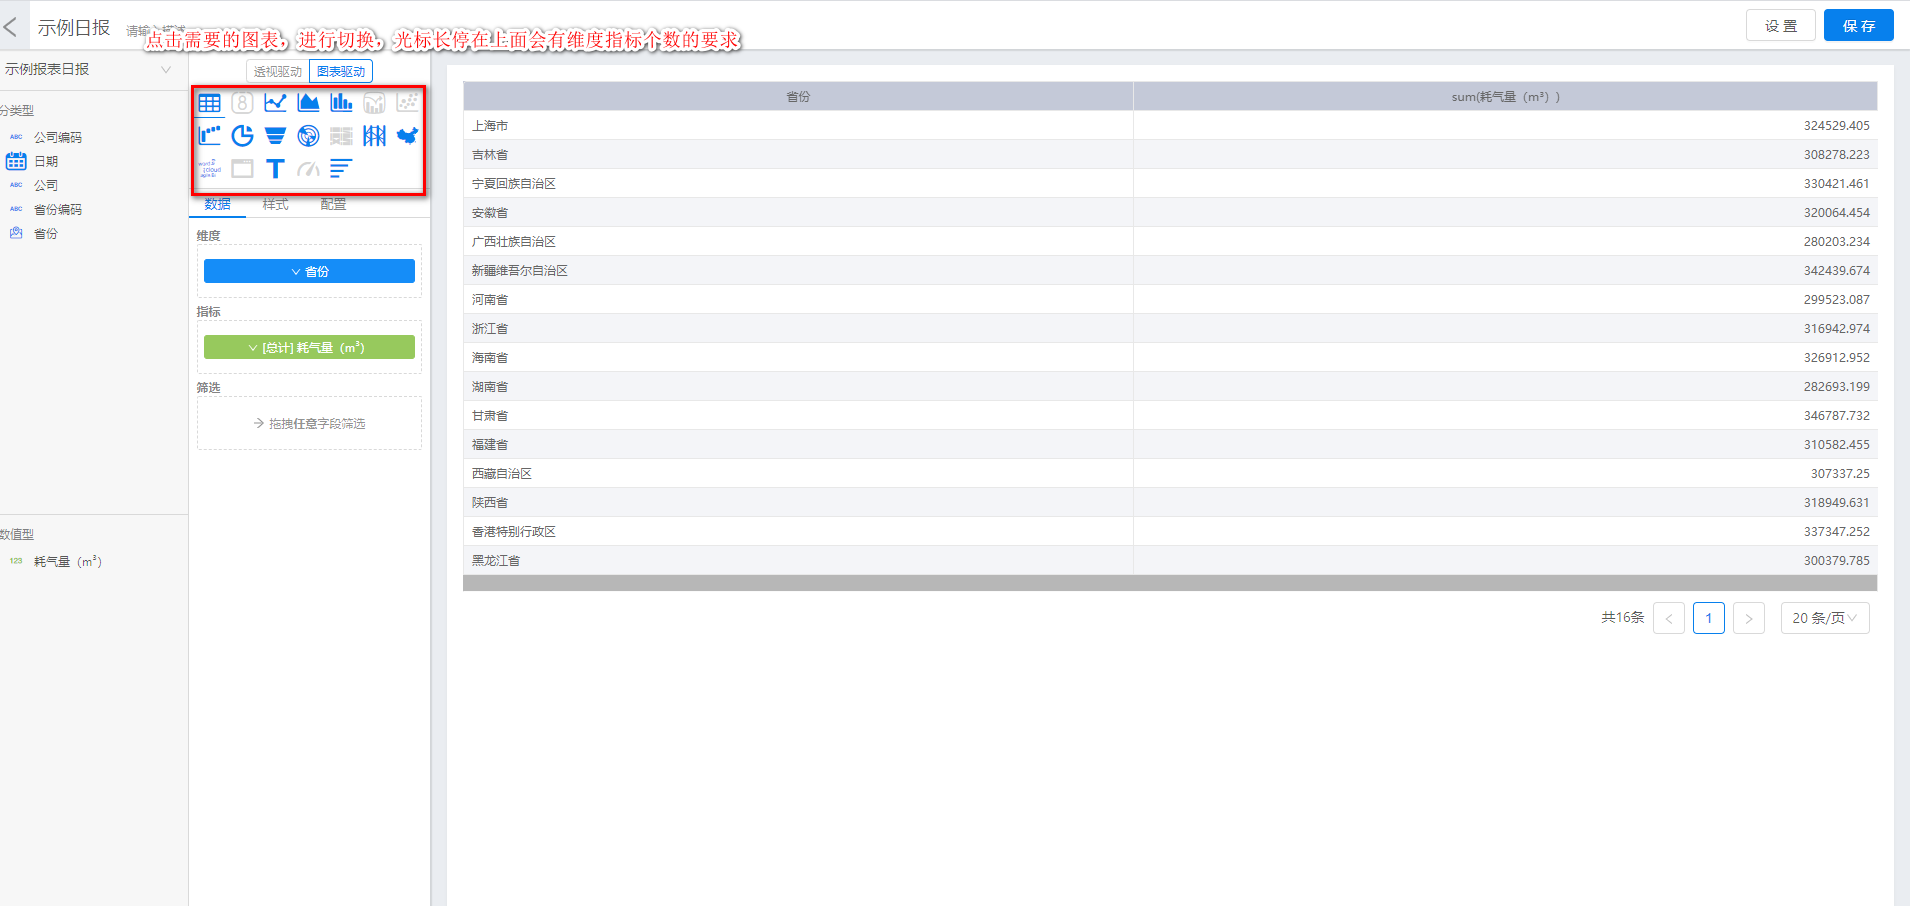 示例日报
点击需要的图表，进行切换，光标长停在上面会有维度指标个数的要求
设 置
保 存
示例报表日报
透视驱动
图表驱动
分类型
ABC 公司编码
日期
ABC 公司
ABC 省份编码
省份
数据
样式
配置
维度
省份
指标
[总计] 耗气量（m³）
筛选
拖拽任意字段筛选
数值型
123 耗气量（m³）
省份 sum(耗气量（m³）)
上海市 324529.405
吉林省 308278.223
宁夏回族自治区 330421.461
安徽省 320064.454
广西壮族自治区 280203.234
新疆维吾尔自治区 342439.674
河南省 299523.087
浙江省 316942.974
海南省 326912.952
湖南省 282693.199
甘肃省 346787.732
福建省 310582.455
西藏自治区 307337.25
陕西省 318949.631
香港特别行政区 337347.252
黑龙江省 300379.785
共16条 < 1 > 20 条/页